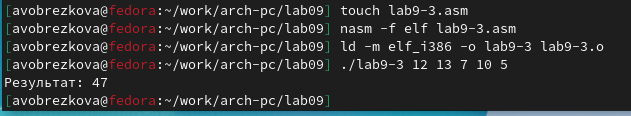 [avobrezkova@fedora:~/work/arch-pc/lab09] touch lab9-3.asm
[avobrezkova@fedora:~/work/arch-pc/lab09] nasm -f elf lab9-3.asm
[avobrezkova@fedora:~/work/arch-pc/lab09] ld -m elf_i386 -o lab9-3 lab9-3.o
[avobrezkova@fedora:~/work/arch-pc/lab09] ./lab9-3 12 13 7 10 5
Результат: 47
[avobrezkova@fedora:~/work/arch-pc/lab09]